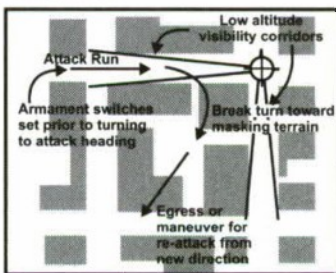 Low altitude
visibility corridors
Attack Run
Armament switches
set prior to turning
to attack heading
Break turn toward
masking terrain
Egress or
maneuver for
re-attack from
new direction